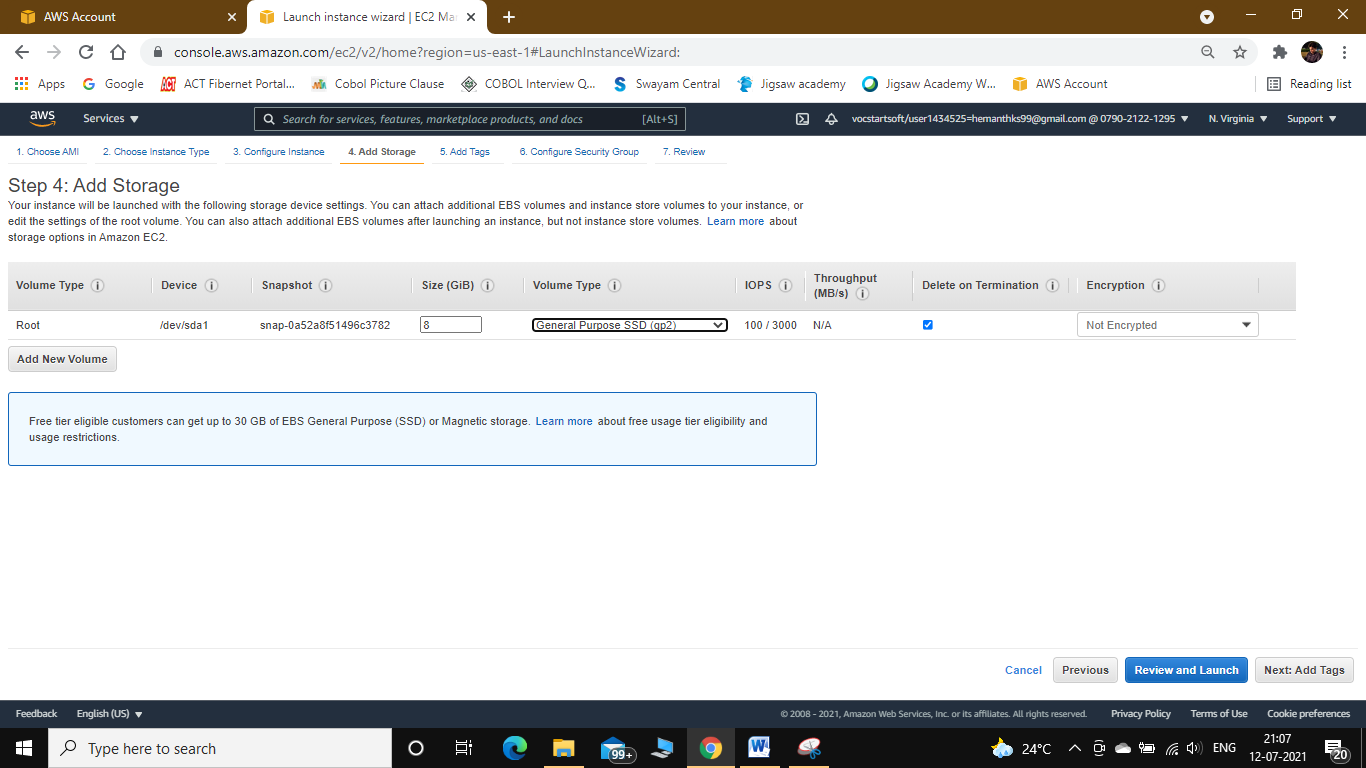 AWS Account
Launch instance wizard | EC2 Mar
console.aws.amazon.com/ec2/v2/home?region=us-east-1#LaunchInstanceWizard:
Apps
Google
ACT Fibernet Portal...
Cobol Picture Clause
COBOL Interview Q...
Swayam Central
Jigsaw academy
Jigsaw Academy W...
AWS Account
Reading list
aws
Services
Search for services, features, marketplace products, and docs
[Alt+S]
vocstartsoft/user1434525=hemanthks99@gmail.com @ 0790-2122-1295
N. Virginia
Support
1. Choose AMI
2. Choose Instance Type
3. Configure Instance
4. Add Storage
5. Add Tags
6. Configure Security Group
7. Review
Step 4: Add Storage
Your instance will be launched with the following storage device settings. You can attach additional EBS volumes and instance store volumes to your instance, or
edit the settings of the root volume. You can also attach additional EBS volumes after launching an instance, but not instance store volumes. Learn more about
storage options in Amazon EC2.
Volume Type
Device
Snapshot
Size (GiB)
Volume Type
IOPS
Throughput
(MB/s)
Delete on Termination
Encryption
Root
/dev/sda1
snap-0a52a8f51496c3782
8
General Purpose SSD (gp2)
100 / 3000
N/A
Not Encrypted
Add New Volume
Free tier eligible customers can get up to 30 GB of EBS General Purpose (SSD) or Magnetic storage. Learn more about free usage tier eligibility and
usage restrictions.
Cancel
Previous
Review and Launch
Next: Add Tags
Feedback
English (US)
© 2008 - 2021, Amazon Web Services, Inc. or its affiliates. All rights reserved.
Privacy Policy
Terms of Use
Cookie preferences
Type here to search
99+
24°C
ENG
21:07
12-07-2021
20